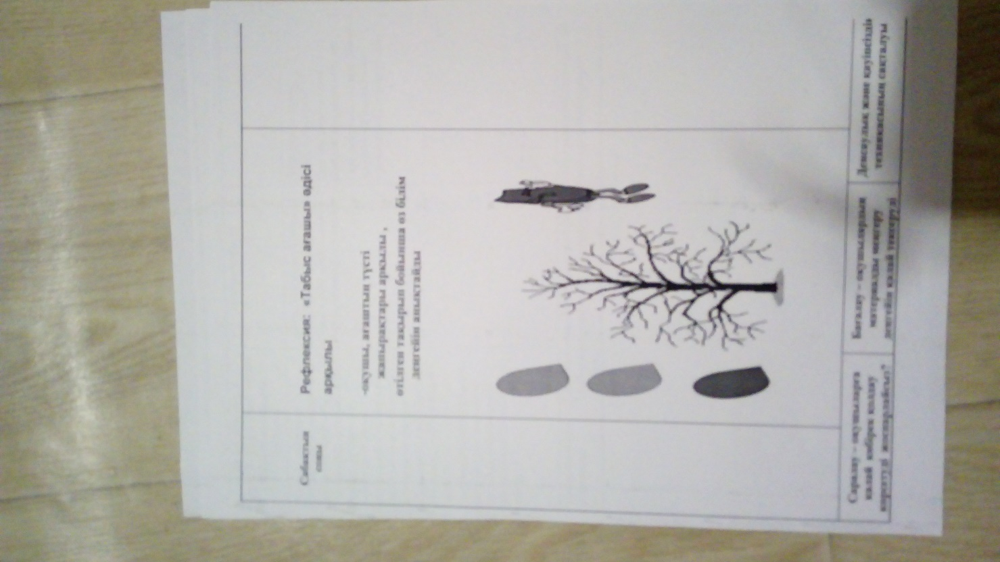 Сабақтың
соңы
Рефлексия: «Табыс ағашы» әдісі
арқылы
-оқушы, ағаштың түсті
жапырақтары арқылы ,
өтілген тақырып бойынша өз білім
деңгейін анықтайды
Саралау – оқушыларға
қалай көбірек қолдау
көрсетуді жоспарлайсыз?
Бағалау – оқушылардың
материалды меңгеру
деңгейін қалай тексеруді
Денсаулық және қауіпсіздік
техникасының сақталуы